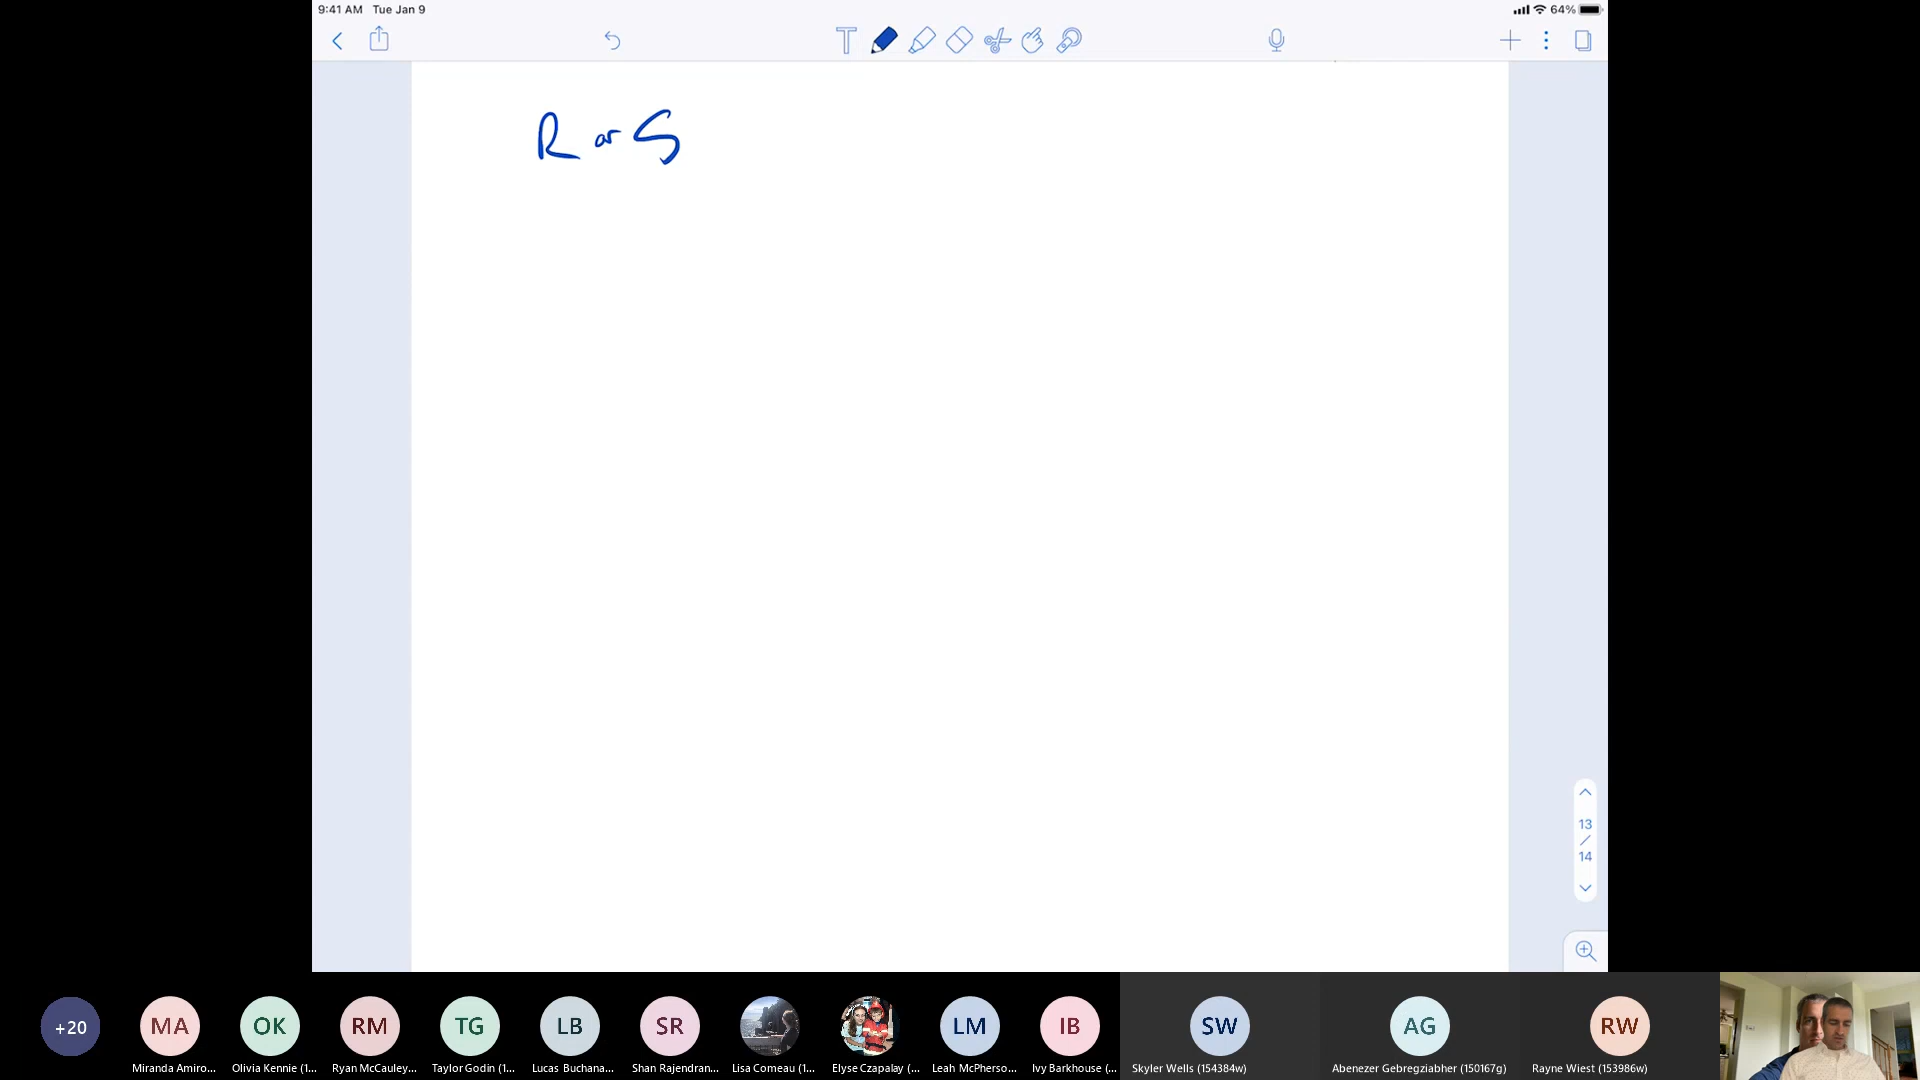 9:41 AM Tue Jan 9
64%
R or S
13
14
+20
MA
OK
RM
TG
LB
SR
LM
IB
SW
AG
RW
Miranda Amiro...
Olivia Kennie (1...
Ryan McCauley...
Taylor Godin (1...
Lucas Buchana...
Shan Rajendran...
Lisa Comeau (1...
Elyse Czapalay (...
Leah McPherso...
Ivy Barkhouse (...
Skyler Wells (154384w)
Abenezer Gebregziabher (150167g)
Rayne Wiest (153986w)